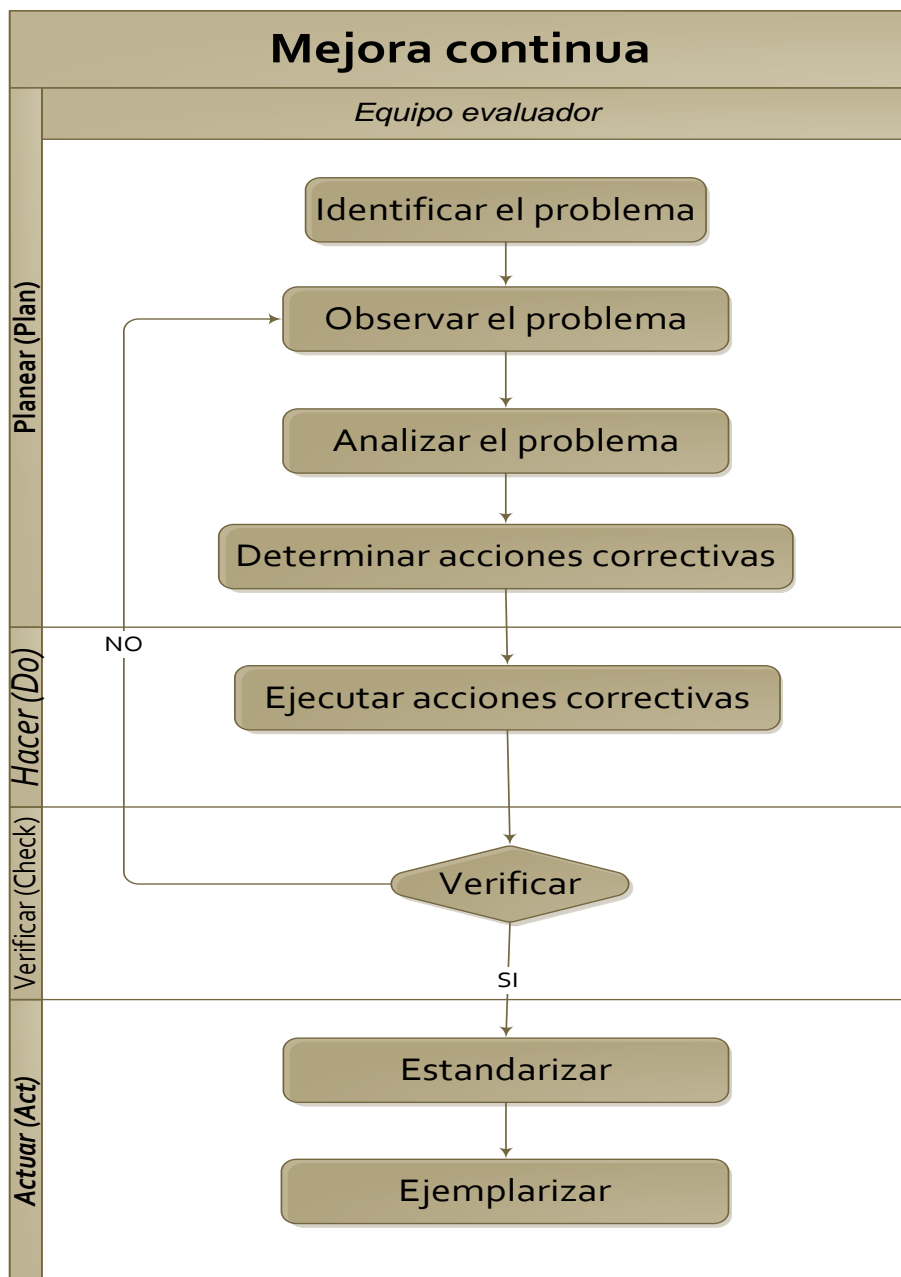 Mejora continua
Equipo evaluador
Planear (Plan)
Identificar el problema
Observar el problema
Analizar el problema
Determinar acciones correctivas
NO
Hacer (Do)
Ejecutar acciones correctivas
Verificar (Check)
Verificar
SI
Actuar (Act)
Estandarizar
Ejemplarizar